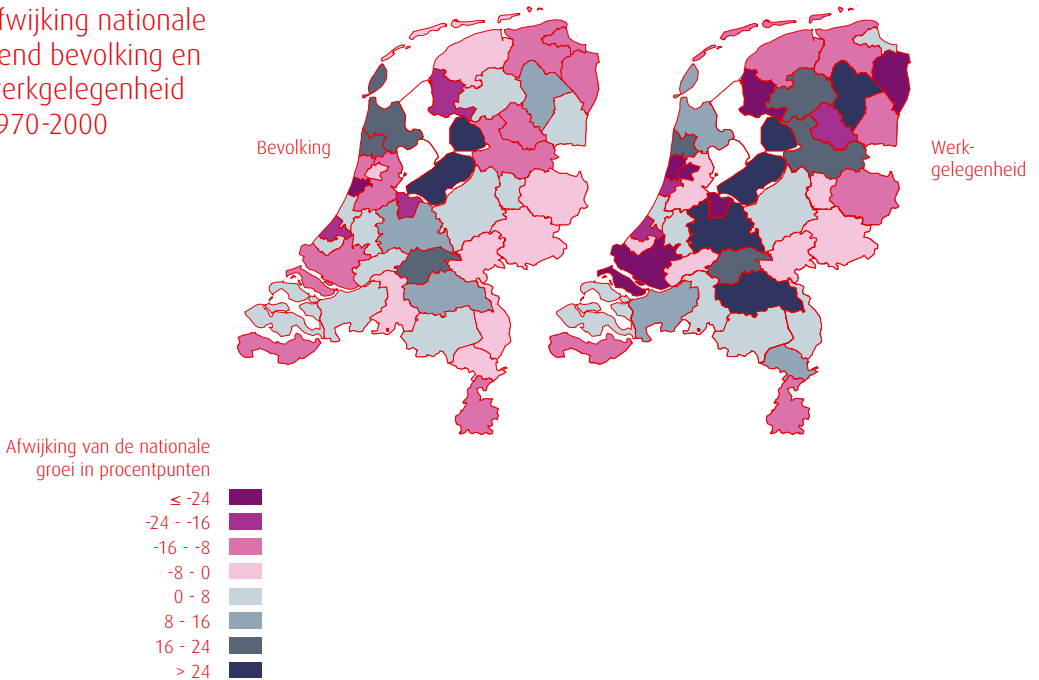 fwijking nationale
end bevolking en
erkgelegenheid
970-2000
Bevolking
Werk-
gelegenheid
Afwijking van de nationale
groei in procentpunten
≤ -24
-24 - -16
-16 - -8
-8 - 0
0 - 8
8 - 16
16 - 24
> 24